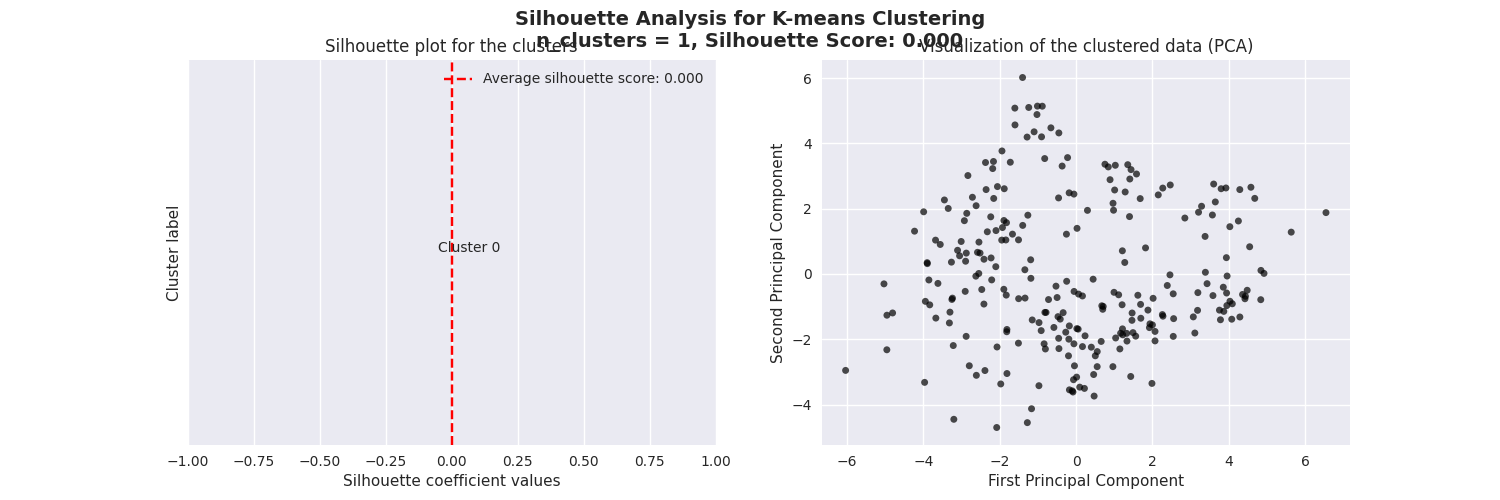 Silhouette Analysis for K-means Clustering
n_clusters = 1, Silhouette Score: 0.000
Silhouette plot for the clusters
Average silhouette score: 0.000
Cluster 0
Cluster label
−1.00 −0.75 −0.50 −0.25 0.00 0.25 0.50 0.75 1.00
Silhouette coefficient values
Visualization of the clustered data (PCA)
6
4
2
0
−2
−4
Second Principal Component
−6 −4 −2 0 2 4 6
First Principal Component